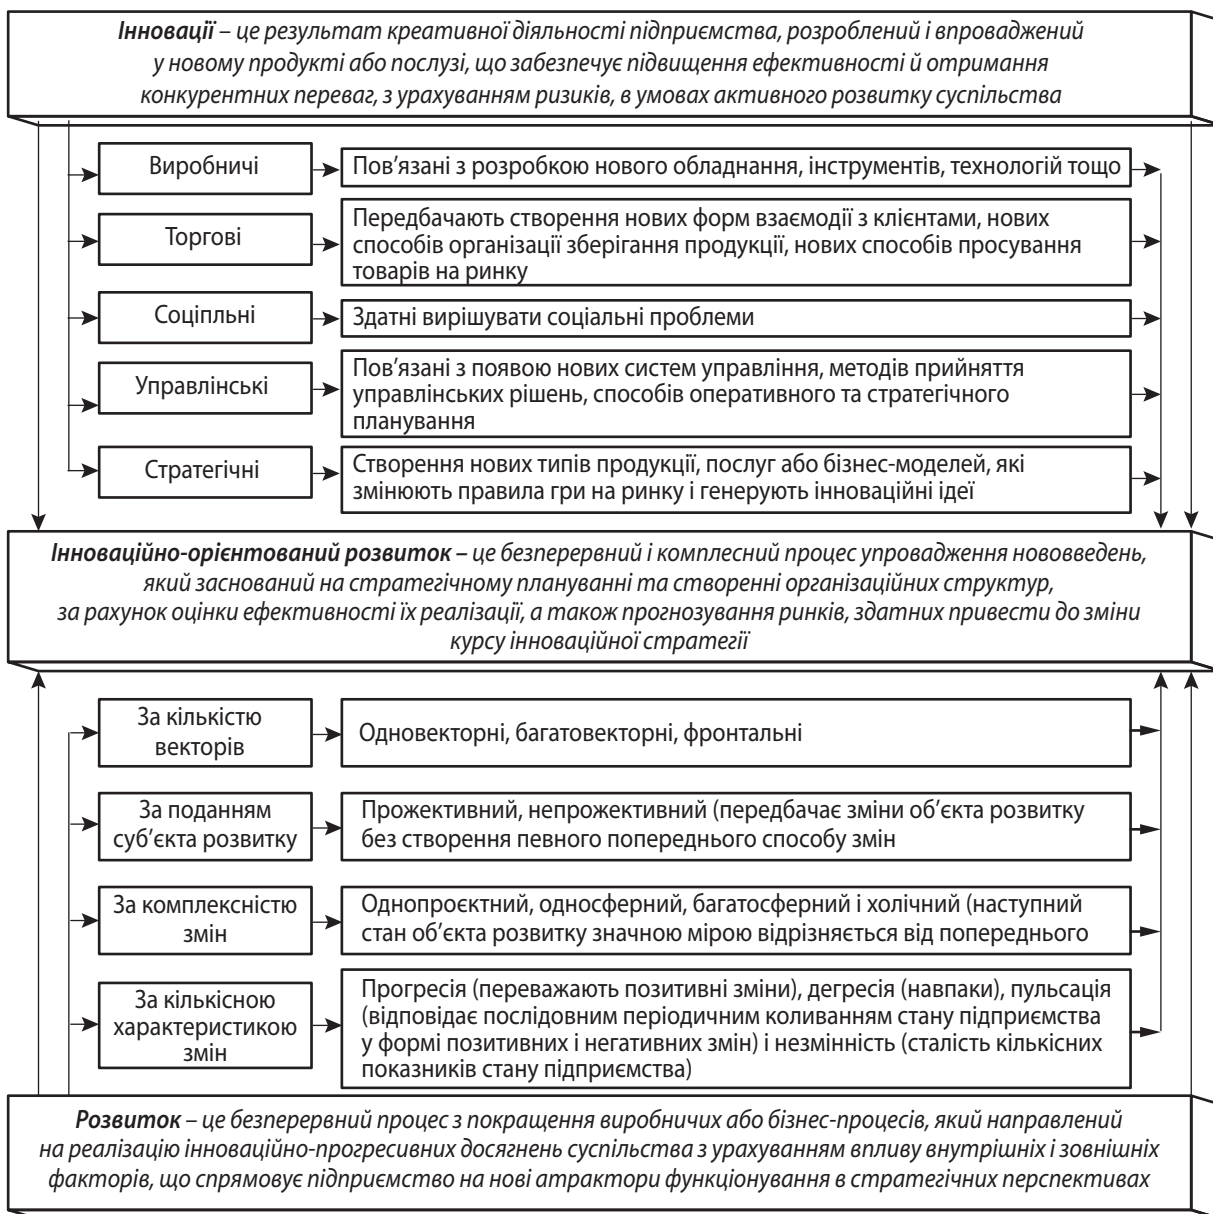 Інновації – це результат креативної діяльності підприємства, розроблений і впроваджений
у новому продукті або послузі, що забезпечує підвищення ефективності й отримання
конкурентних переваг, з урахуванням ризиків, в умовах активного розвитку суспільства
Виробничі
Пов’язані з розробкою нового обладнання, інструментів, технологій тощо
Торгові
Передбачають створення нових форм взаємодії з клієнтами, нових
способів організації зберігання продукції, нових способів просування
товарів на ринку
Соціпльні
Здатні вирішувати соціальні проблеми
Управлінські
Пов’язані з появою нових систем управління, методів прийняття
управлінських рішень, способів оперативного та стратегічного
планування
Стратегічні
Створення нових типів продукції, послуг або бізнес-моделей, які
змінюють правила гри на ринку і генерують інноваційні ідеї
Інноваційно-орієнтований розвиток – це безперервний і комплесний процес упровадження нововведень,
який заснований на стратегічному плануванні та створенні організаційних структур,
за рахунок оцінки ефективності їх реалізації, а також прогнозування ринків, здатних привести до зміни
курсу інноваційної стратегії
За кількістю
векторів
Одновекторні, багатовекторні, фронтальні
За поданням
суб’єкта розвитку
Прожективний, непрожективний (передбачає зміни об’єкта розвитку
без створення певного попереднього способу змін
За комплексністю
змін
Однопроєктний, односферний, багатосферний і холічний (наступний
стан об’єкта розвитку значною мірою відрізняється від попереднього
За кількісною
характеристикою
змін
Прогресія (переважають позитивні зміни), дегресія (навпаки), пульсація
(відповідає послідовним періодичним коливанням стану підприємства
у формі позитивних і негативних змін) і незмінність (сталість кількісних
показників стану підприємства)
Розвиток – це безперервний процес з покращення виробничих або бізнес-процесів, який направлений
на реалізацію інноваційно-прогресивних досягнень суспільства з урахуванням впливу внутрішніх і зовнішніх
факторів, що спрямовує підприємство на нові атрактори функціонування в стратегічних перспективах